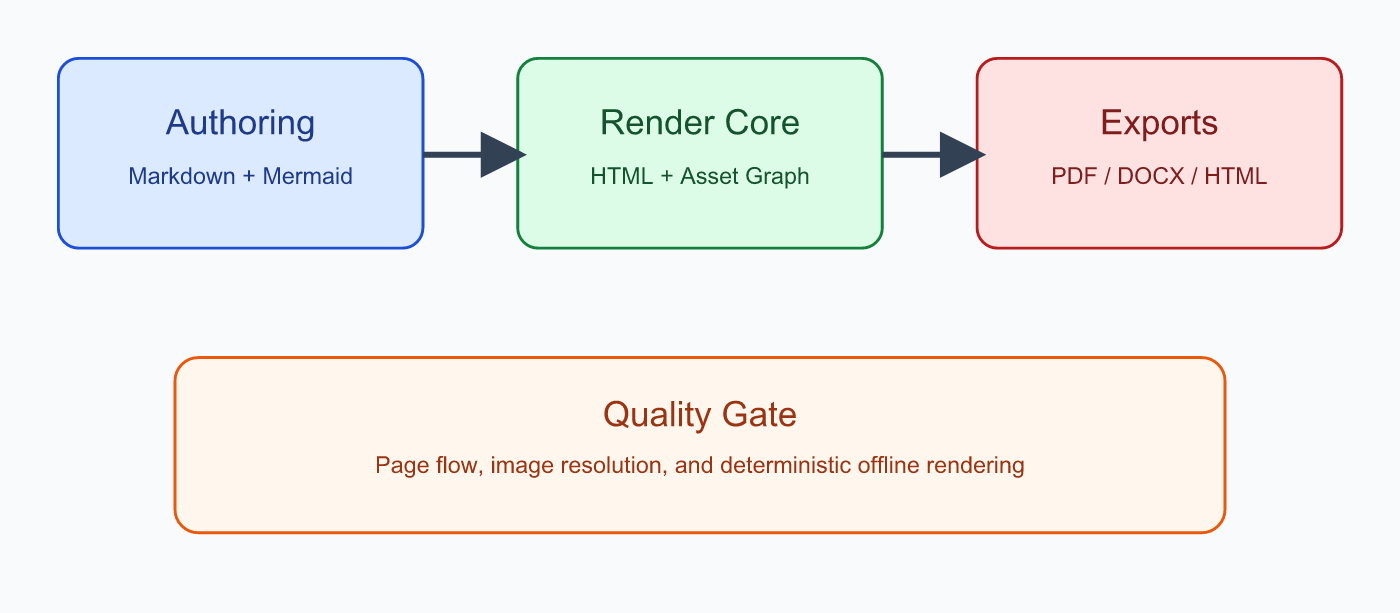 Authoring
Markdown + Mermaid
Render Core
HTML + Asset Graph
Exports
PDF / DOCX / HTML
Quality Gate
Page flow, image resolution, and deterministic offline rendering